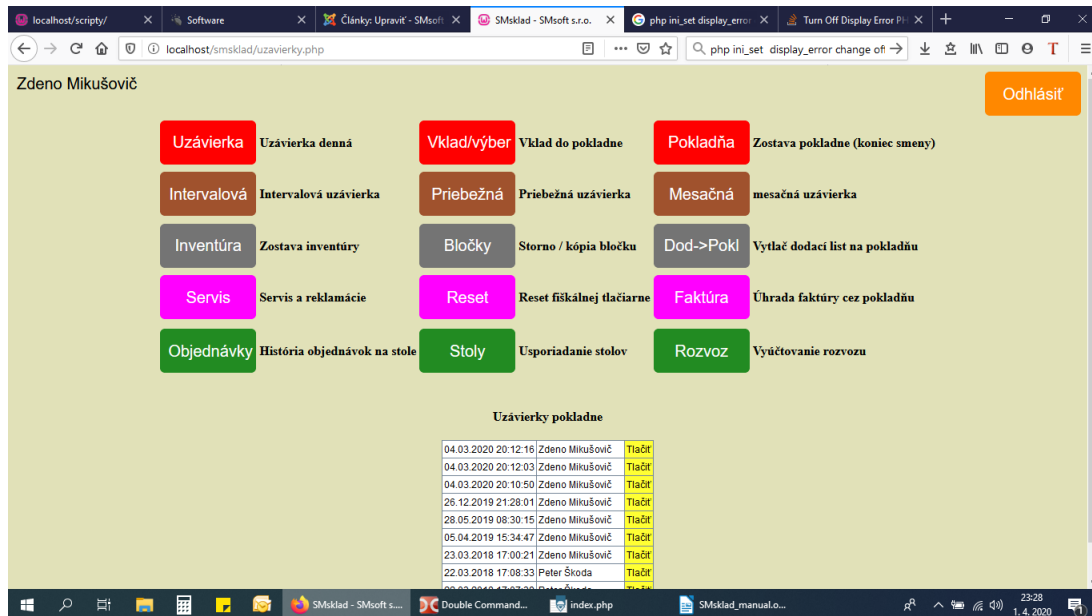 localhost/scripty/
Software
Články: Upraviť - SMsoft
SMsklad - SMsoft s.r.o.
php ini_set display_error
Turn Off Display Error PH
localhost/smsklad/uzavierky.php
php ini_set display_error change off
Zdeno Mikušovič
Odhlásiť
Uzávierka Uzávierka denná Vklad/výber Vklad do pokladne Pokladňa Zostava pokladne (koniec smeny)
Intervalová Intervalová uzávierka Priebežná Priebežná uzávierka Mesačná mesačná uzávierka
Inventúra Zostava inventúry Bločky Storno / kópia bločku Dod->Pokl Vytlač dodací list na pokladňu
Servis Servis a reklamácie Reset Reset fiškálnej tlačiarne Faktúra Úhrada faktúry cez pokladňu
Objednávky História objednávok na stole Stoly Usporiadanie stolov Rozvoz Vyúčtovanie rozvozu
Uzávierky pokladne
04.03.2020 20:12:16 Zdeno Mikušovič Tlačiť
04.03.2020 20:12:03 Zdeno Mikušovič Tlačiť
04.03.2020 20:10:50 Zdeno Mikušovič Tlačiť
26.12.2019 21:28:01 Zdeno Mikušovič Tlačiť
28.05.2019 08:30:15 Zdeno Mikušovič Tlačiť
05.04.2019 15:34:47 Zdeno Mikušovič Tlačiť
23.03.2018 17:00:21 Zdeno Mikušovič Tlačiť
22.03.2018 17:08:33 Peter Škoda Tlačiť
SMsklad - SMsoft s....
Double Command...
index.php
SMsklad_manual.o...
23:28
1. 4. 2020